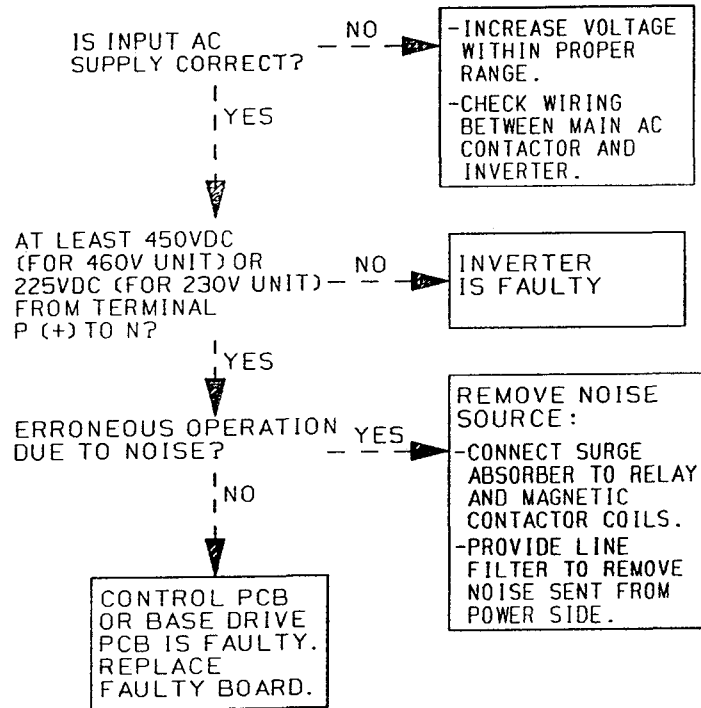 IS INPUT AC
SUPPLY CORRECT?
NO
-INCREASE VOLTAGE
WITHIN PROPER
RANGE.
-CHECK WIRING
BETWEEN MAIN AC
CONTACTOR AND
INVERTER.
YES
AT LEAST 450VDC
(FOR 460V UNIT) OR
225VDC (FOR 230V UNIT)
FROM TERMINAL
P (+) TO N?
NO
INVERTER
IS FAULTY
YES
ERRONEOUS OPERATION
DUE TO NOISE?
YES
REMOVE NOISE
SOURCE:
-CONNECT SURGE
ABSORBER TO RELAY
AND MAGNETIC
CONTACTOR COILS.
-PROVIDE LINE
FILTER TO REMOVE
NOISE SENT FROM
POWER SIDE.
NO
CONTROL PCB
OR BASE DRIVE
PCB IS FAULTY.
REPLACE
FAULTY BOARD.